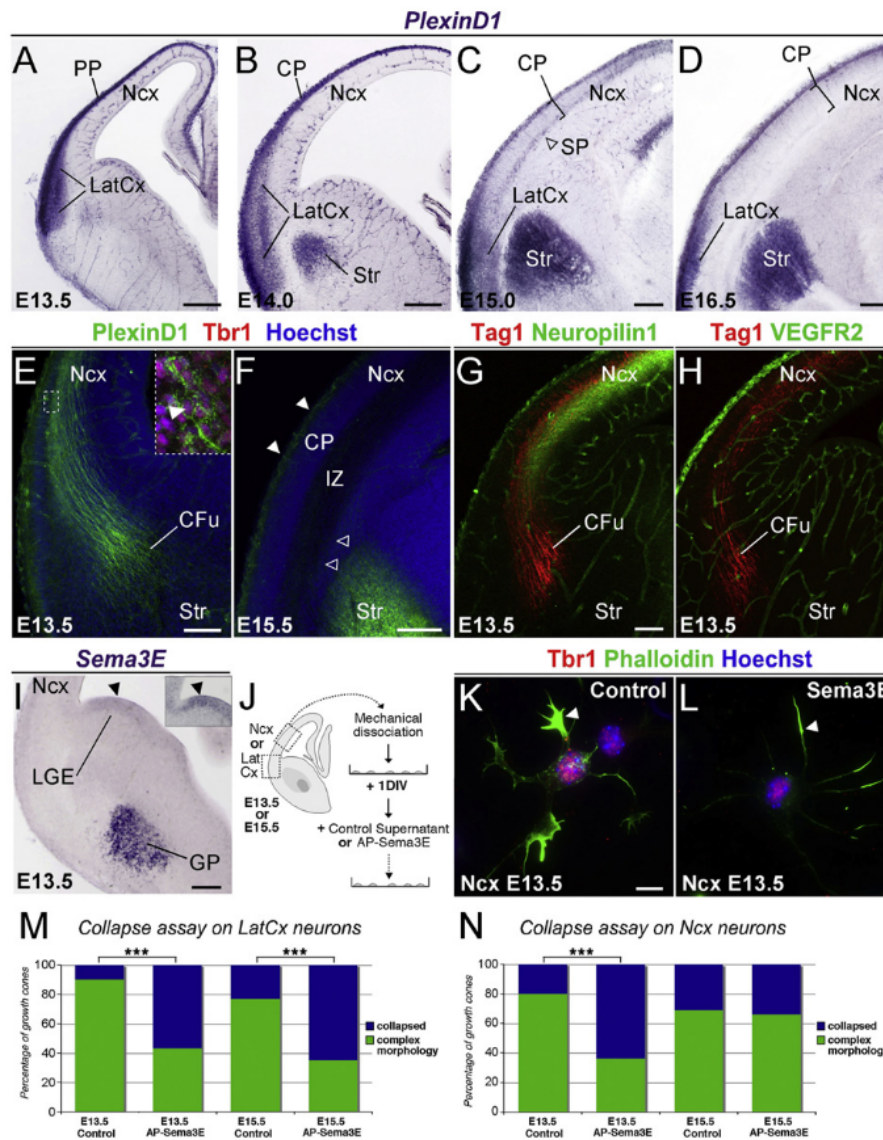 PlexinD1
A
PP
Ncx
LatCx
E13.5
B
CP
Ncx
LatCx
Str
E14.0
C
CP
Ncx
SP
LatCx
Str
E15.0
D
CP
Ncx
LatCx
Str
E16.5
PlexinD1 Tbr1 Hoechst
Tag1 Neuropilin1
Tag1 VEGFR2
E
Ncx
CFu
Str
E13.5
F
Ncx
CP
IZ
Str
E15.5
G
Ncx
CFu
Str
E13.5
H
Ncx
CFu
Str
E13.5
Sema3E
Tbr1 Phalloidin Hoechst
I
Ncx
LGE
GP
E13.5
J
Ncx
or
Lat
Cx
E13.5
or
E15.5
Mechanical
dissociation
+ 1DIV
+ Control Supernatant
or AP-Sema3E
K
Control
Ncx E13.5
L
Sema3E
Ncx E13.5
M
Collapse assay on LatCx neurons
***
***
Percentage of growth cones
100
80
60
40
20
0
E13.5
Control
E13.5
AP-Sema3E
E15.5
Control
E15.5
AP-Sema3E
collapsed
complex
morphology
N
Collapse assay on Ncx neurons
***
Percentage of growth cones
100
80
60
40
20
0
E13.5
Control
E13.5
AP-Sema3E
E15.5
Control
E15.5
AP-Sema3E
collapsed
complex
morphology